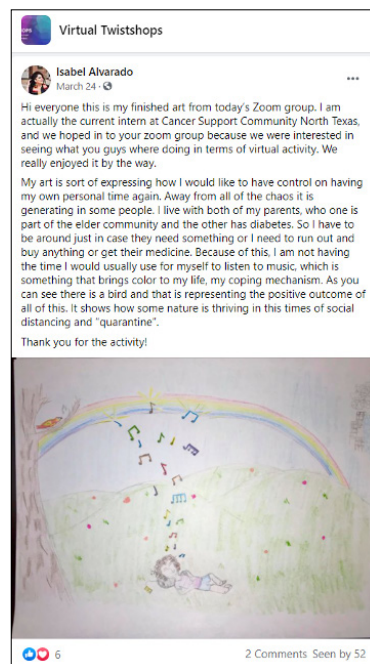 Virtual Twistshops
Isabel Alvarado
March 24 ·
Hi everyone this is my finished art from today's Zoom group. I am
actually the current intern at Cancer Support Community North Texas,
and we hoped in to your zoom group because we were interested in
seeing what you guys where doing in terms of virtual activity. We
really enjoyed it by the way.
My art is sort of expressing how I would like to have control on having
my own personal time again. Away from all of the chaos it is
generating in some people. I live with both of my parents, who one is
part of the elder community and the other has diabetes. So I have to
be around just in case they need something or I need to run out and
buy anything or get their medicine. Because of this, I am not having
the time I would usually use for myself to listen to music, which is
something that brings color to my life, my coping mechanism. As you
can see there is a bird and that is representing the positive outcome of
all of this. It shows how some nature is thriving in this times of social
distancing and "quarantine".
Thank you for the activity!
6
2 Comments Seen by 52